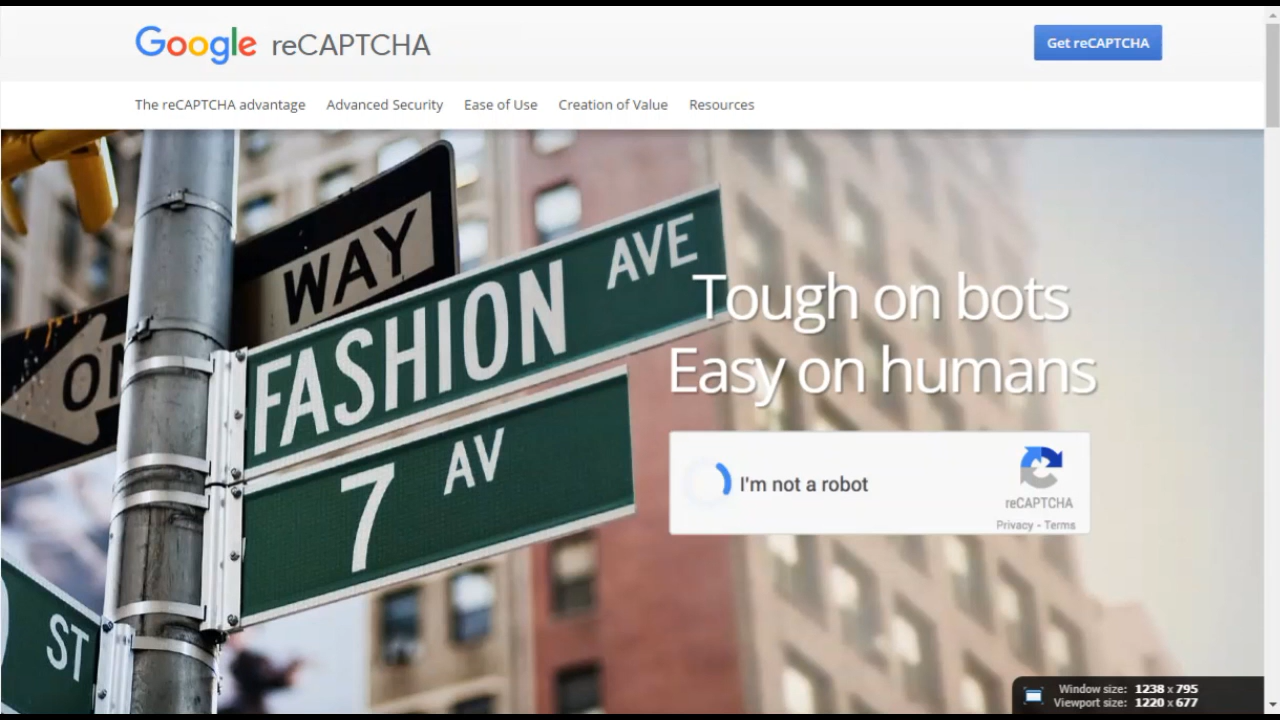 Google reCAPTCHA
Get reCAPTCHA
The reCAPTCHA advantage Advanced Security Ease of Use Creation of Value Resources
WAY
FASHION AVE
Tough on bots
Easy on humans
ON
7 AV
I'm not a robot
reCAPTCHA
Privacy - Terms
ST
Window size: 1238 x 795
Viewport size: 1220 x 677